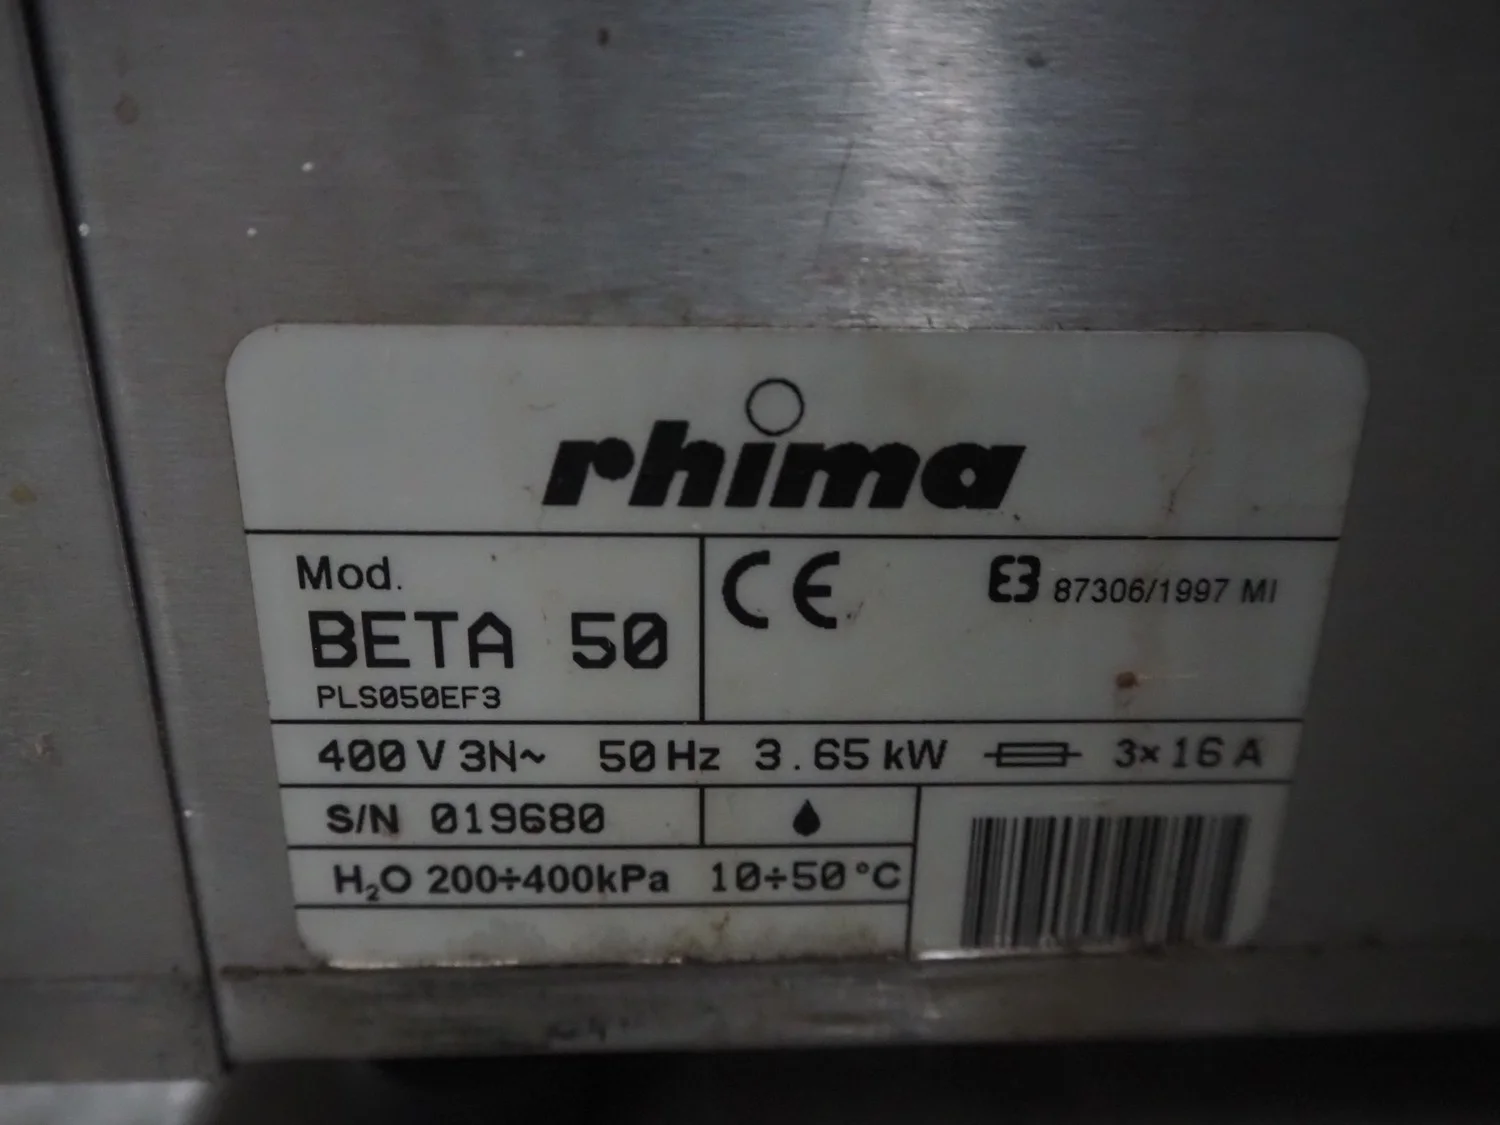 rhima
Mod.
BETA 50
PLS050EF3
CE
87306/1997 MI
400 V 3N~ 50 Hz 3.65 kW 3x 16 A
S/N 019680
H₂O 200÷400kPa 10÷50 °C